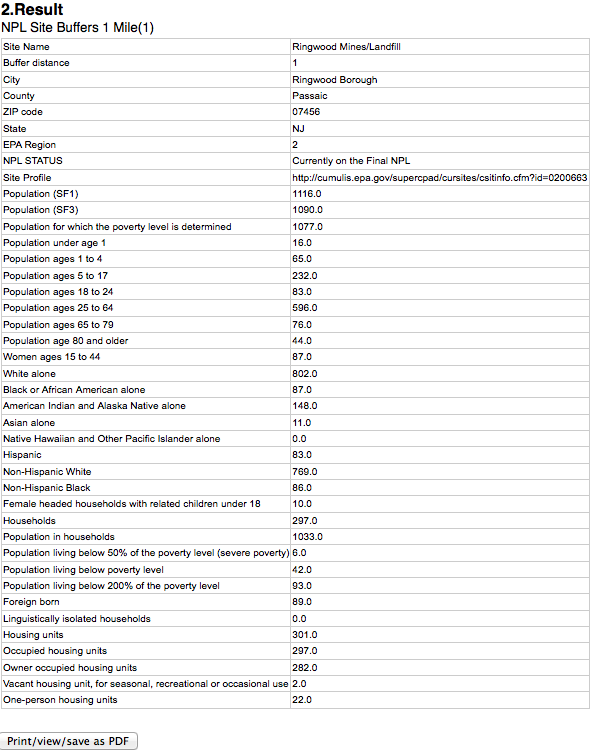 2.Result
NPL Site Buffers 1 Mile(1)
Site Name Ringwood Mines/Landfill
Buffer distance 1
City Ringwood Borough
County Passaic
ZIP code 07456
State NJ
EPA Region 2
NPL STATUS Currently on the Final NPL
Site Profile http://cumulis.epa.gov/supercpad/cursites/csitinfo.cfm?id=0200663
Population (SF1) 1116.0
Population (SF3) 1090.0
Population for which the poverty level is determined 1077.0
Population under age 1 16.0
Population ages 1 to 4 65.0
Population ages 5 to 17 232.0
Population ages 18 to 24 83.0
Population ages 25 to 64 596.0
Population ages 65 to 79 76.0
Population age 80 and older 44.0
Women ages 15 to 44 87.0
White alone 802.0
Black or African American alone 87.0
American Indian and Alaska Native alone 148.0
Asian alone 11.0
Native Hawaiian and Other Pacific Islander alone 0.0
Hispanic 83.0
Non-Hispanic White 769.0
Non-Hispanic Black 86.0
Female headed households with related children under 18 10.0
Households 297.0
Population in households 1033.0
Population living below 50% of the poverty level (severe poverty) 6.0
Population living below poverty level 42.0
Population living below 200% of the poverty level 93.0
Foreign born 89.0
Linguistically isolated households 0.0
Housing units 301.0
Occupied housing units 297.0
Owner occupied housing units 282.0
Vacant housing unit, for seasonal, recreational or occasional use 2.0
One-person housing units 22.0
Print/view/save as PDF